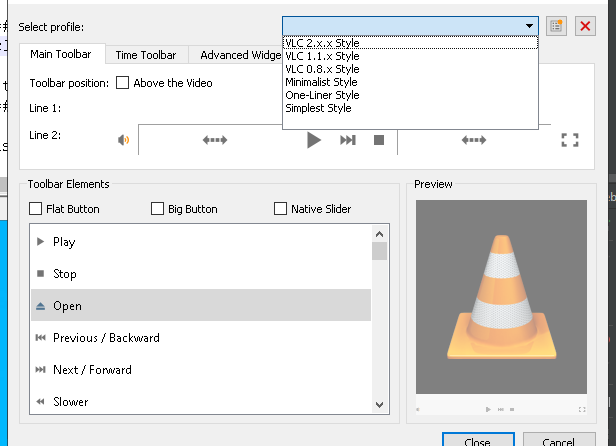 Select profile:
VLC 2.x.x Style
VLC 1.1.x Style
VLC 0.8.x Style
Minimalist Style
One-Liner Style
Simplest Style
Main Toolbar
Time Toolbar
Advanced Widge
Toolbar position:
Above the Video
Line 1:
Line 2:
Toolbar Elements
Flat Button
Big Button
Native Slider
Play
Stop
Open
Previous / Backward
Next / Forward
Slower
Preview
Close
Cancel